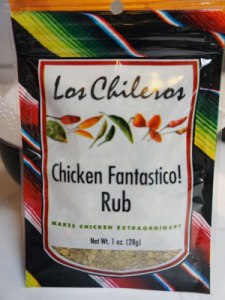 Los Chileros
Chicken Fantastico!
Rub
MAKES CHICKEN EXTRAORDINARY
Net Wt. 1 oz. (28g)